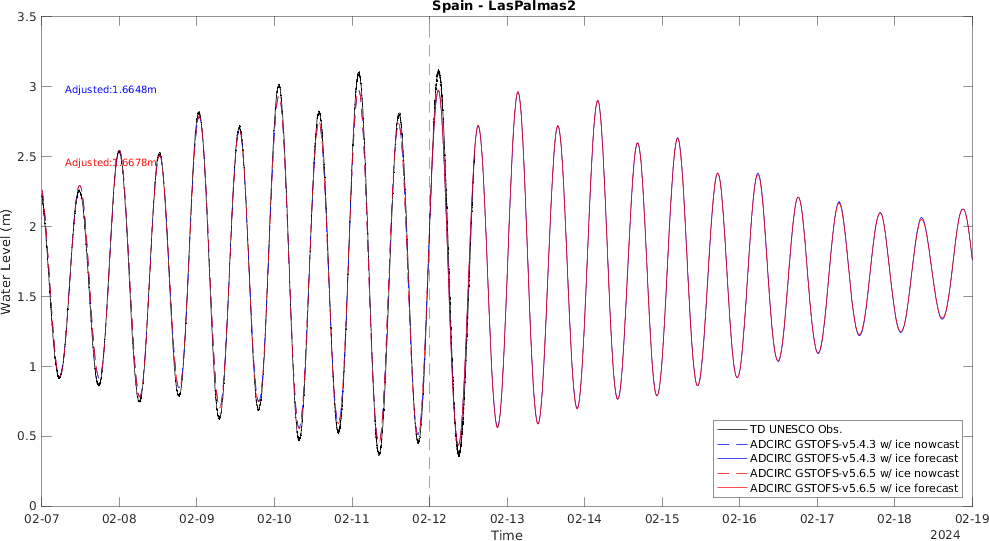 Spain - LasPalmas2
3.5
3
2.5
2
1.5
1
0.5
0
Water Level (m)
Adjusted:1.6648m
Adjusted:1.6678m
TD UNESCO Obs.
ADCIRC GSTOFS-v5.4.3 w/ ice nowcast
ADCIRC GSTOFS-v5.4.3 w/ ice forecast
ADCIRC GSTOFS-v5.6.5 w/ ice nowcast
ADCIRC GSTOFS-v5.6.5 w/ ice forecast
02-07 02-08 02-09 02-10 02-11 02-12 02-13 02-14 02-15 02-16 02-17 02-18 02-19
Time
2024